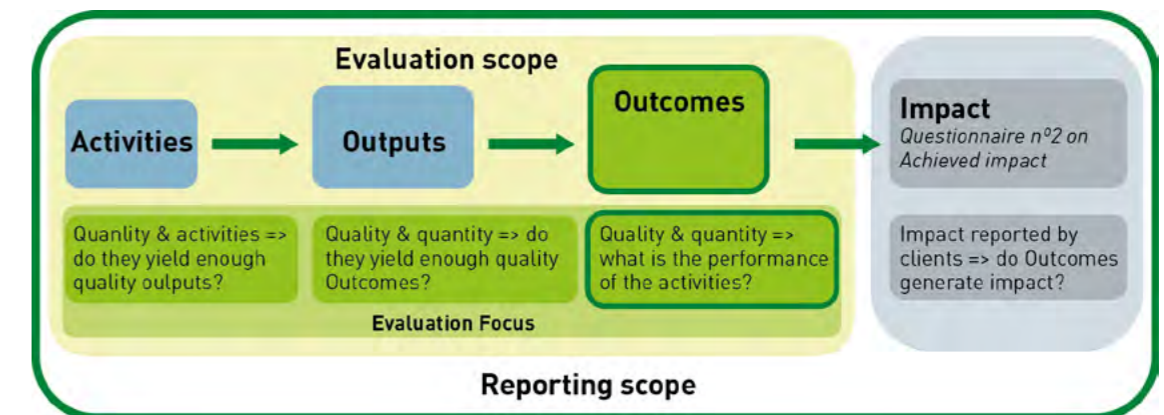 Evaluation scope
Activities
Outputs
Outcomes
Impact
Questionnaire nº2 on
Achieved impact
Quanlity & activities =>
do they yield enough
quality outputs?
Quality & quantity => do
they yield enough quality
Outcomes?
Quality & quantity =>
what is the performance
of the activities?
Impact reported by
clients => do Outcomes
generate impact?
Evaluation Focus
Reporting scope